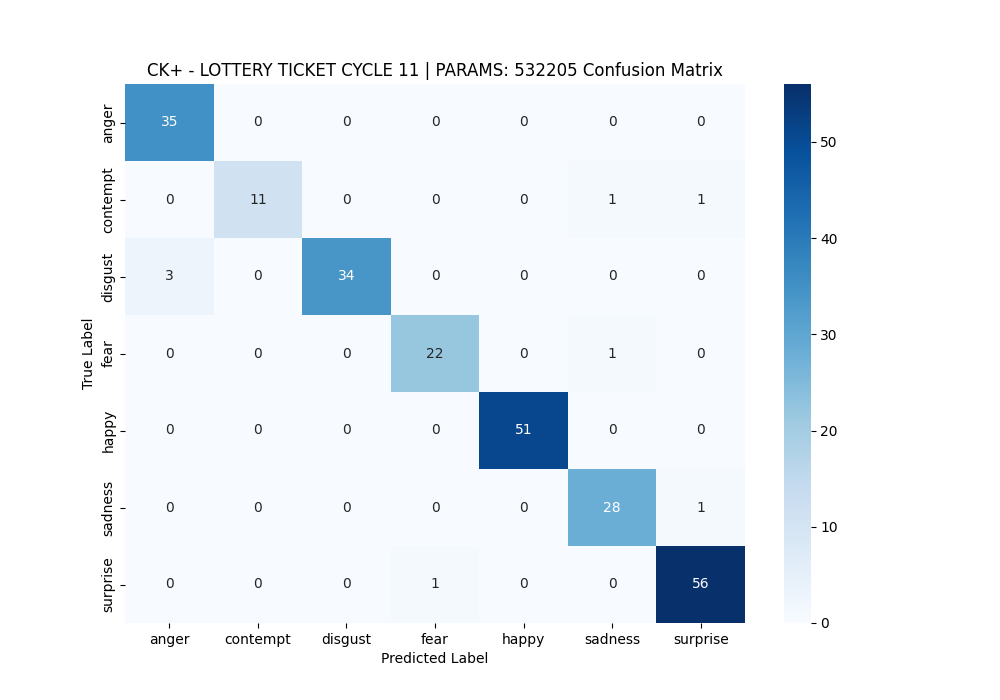 CK+ - LOTTERY TICKET CYCLE 11 | PARAMS: 532205 Confusion Matrix
True Label
anger 35 0 0 0 0 0 0
contempt 0 11 0 0 0 1 1
disgust 3 0 34 0 0 0 0
fear 0 0 0 22 0 1 0
happy 0 0 0 0 51 0 0
sadness 0 0 0 0 0 28 1
surprise 0 0 0 1 0 0 56
anger contempt disgust fear happy sadness surprise
Predicted Label
50
40
30
20
10
0